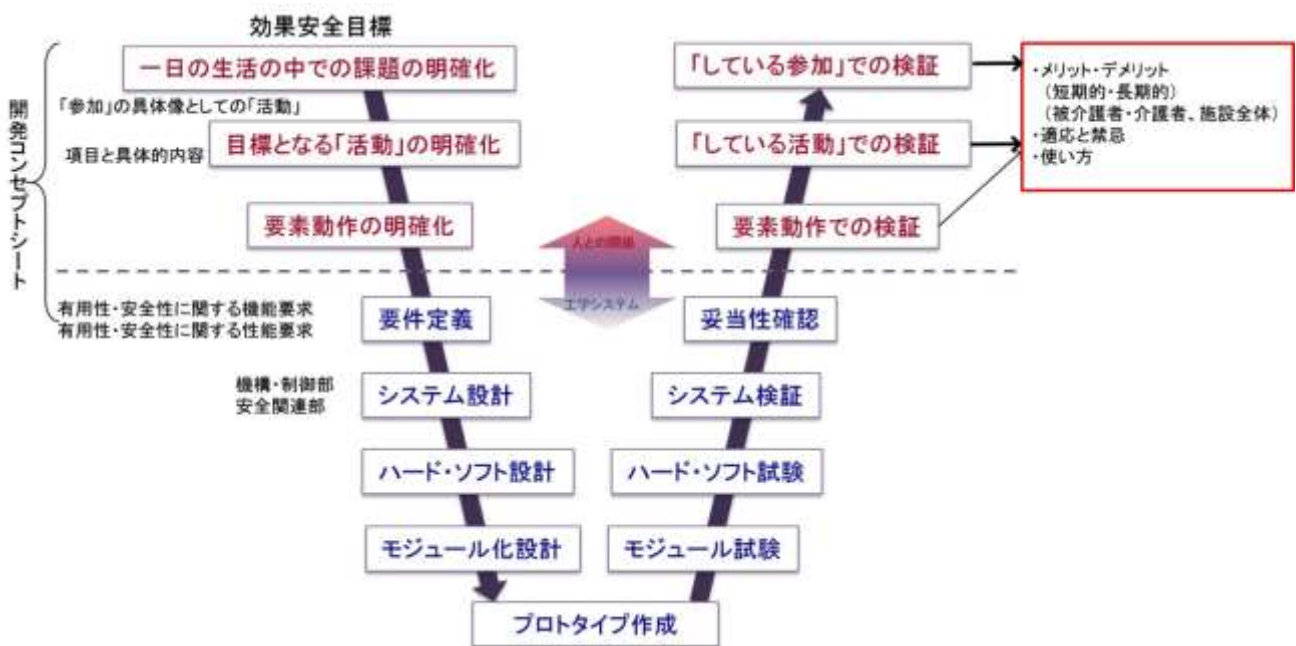 効果安全目標
一日の生活の中での課題の明確化
「参加」の具体像としての「活動」
項目と具体的内容
目標となる「活動」の明確化
要素動作の明確化
開発コンセプトシート
有用性・安全性に関する機能要求
有用性・安全性に関する性能要求
要件定義
機構・制御部
安全関連部
システム設計
ハード・ソフト設計
モジュール化設計
プロトタイプ作成
人との関係
工学システム
「している参加」での検証
「している活動」での検証
要素動作での検証
妥当性確認
システム検証
ハード・ソフト試験
モジュール試験
・メリット・デメリット
(短期的・長期的)
(被介護者・介護者、施設全体)
・適応と禁忌
・使い方